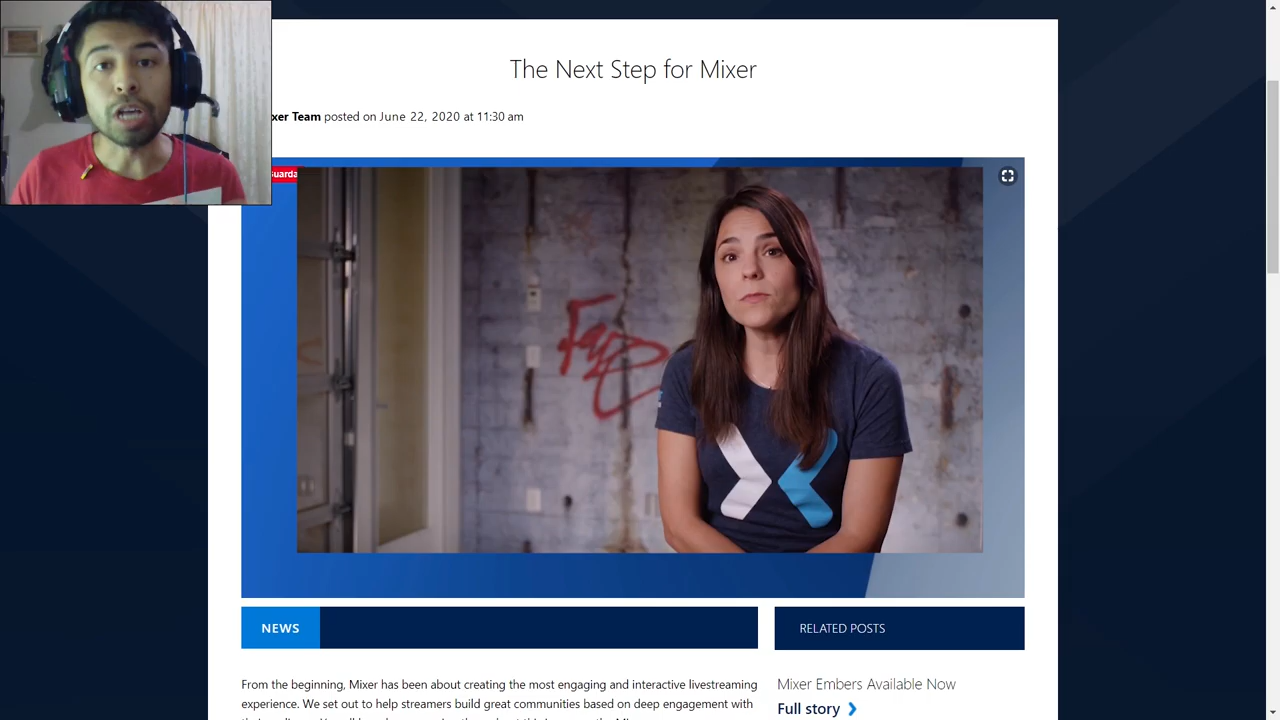 The Next Step for Mixer
xer Team posted on June 22, 2020 at 11:30 am
Guarda
NEWS
RELATED POSTS
From the beginning, Mixer has been about creating the most engaging and interactive livestreaming
experience. We set out to help streamers build great communities based on deep engagement with
Mixer Embers Available Now
Full story